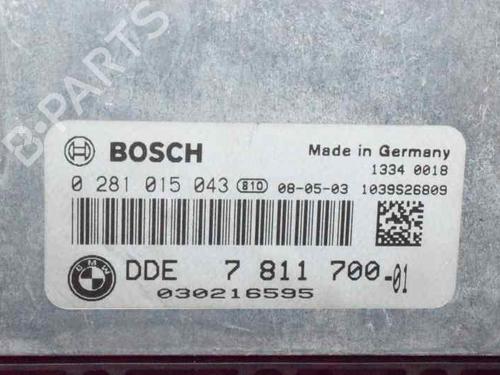 B-PARTS
BOSCH
Made in Germany
1334 0018
0 281 015 043 810 08-05-03 1039S26809
BMW
DDE 7 811 700-01
030216595